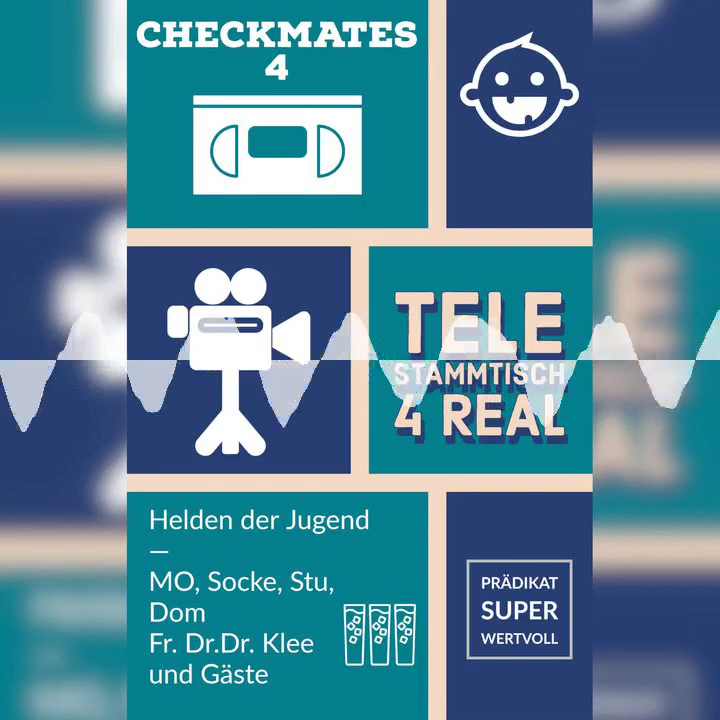 CHECKMATES
4
TELE
STAMMTISCH
4 REAL
Helden der Jugend
—
MO, Socke, Stu,
Dom
Fr. Dr.Dr. Klee
und Gäste
PRÄDIKAT
SUPER
WERTVOLL